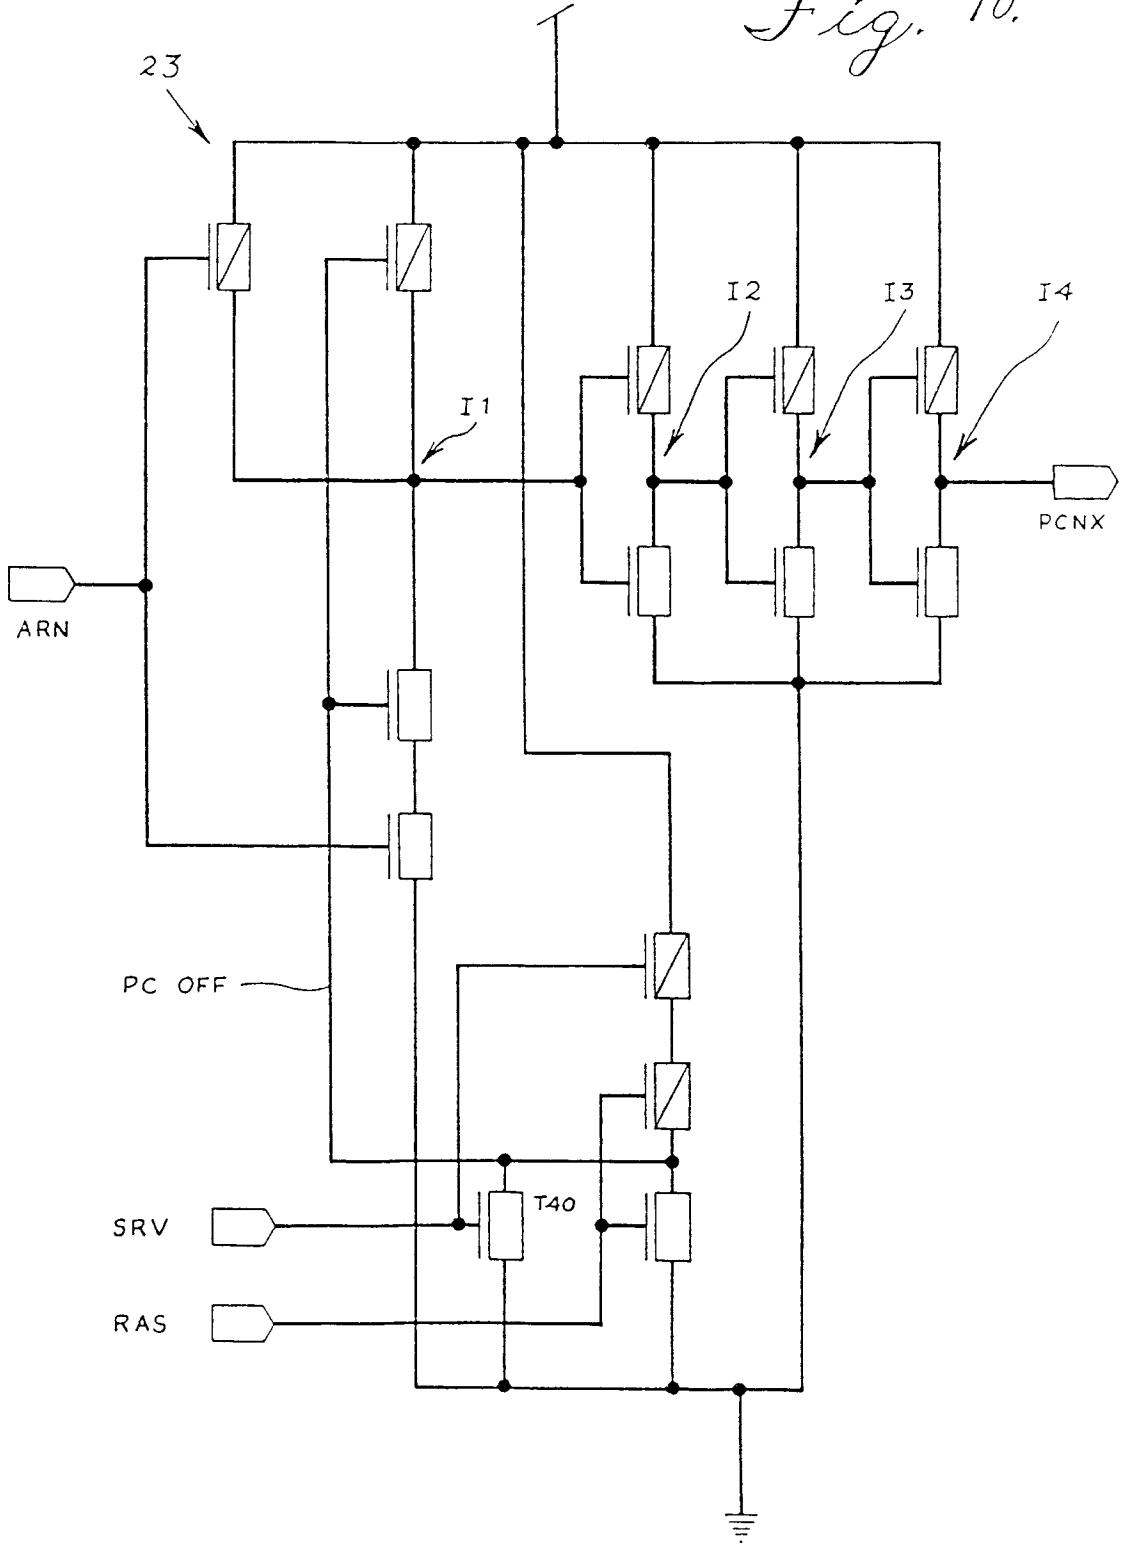 Fig. 10.
23
I2
I3
I4
I1
PCNX
ARN
PC OFF
T40
SRV
RAS